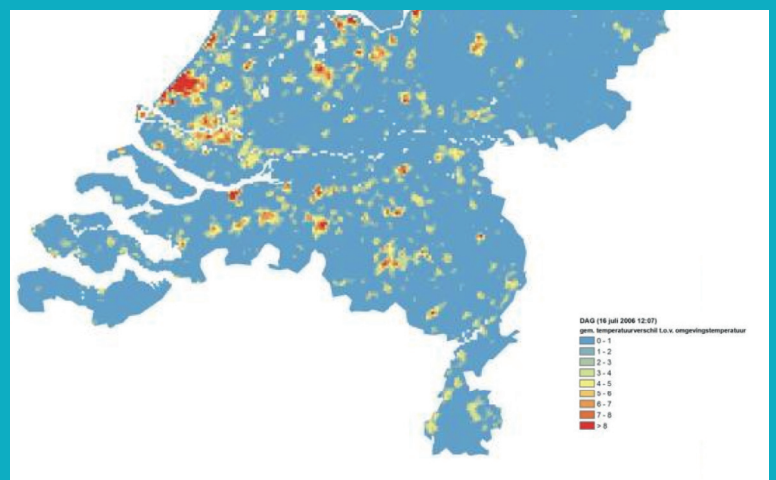 DAG (16 juli 2006 12:07)
gem. temperatuurverschil t.o.v. omgevingstemperatuur
0 - 1
1 - 2
2 - 3
3 - 4
4 - 5
5 - 6
6 - 7
7 - 8
> 8